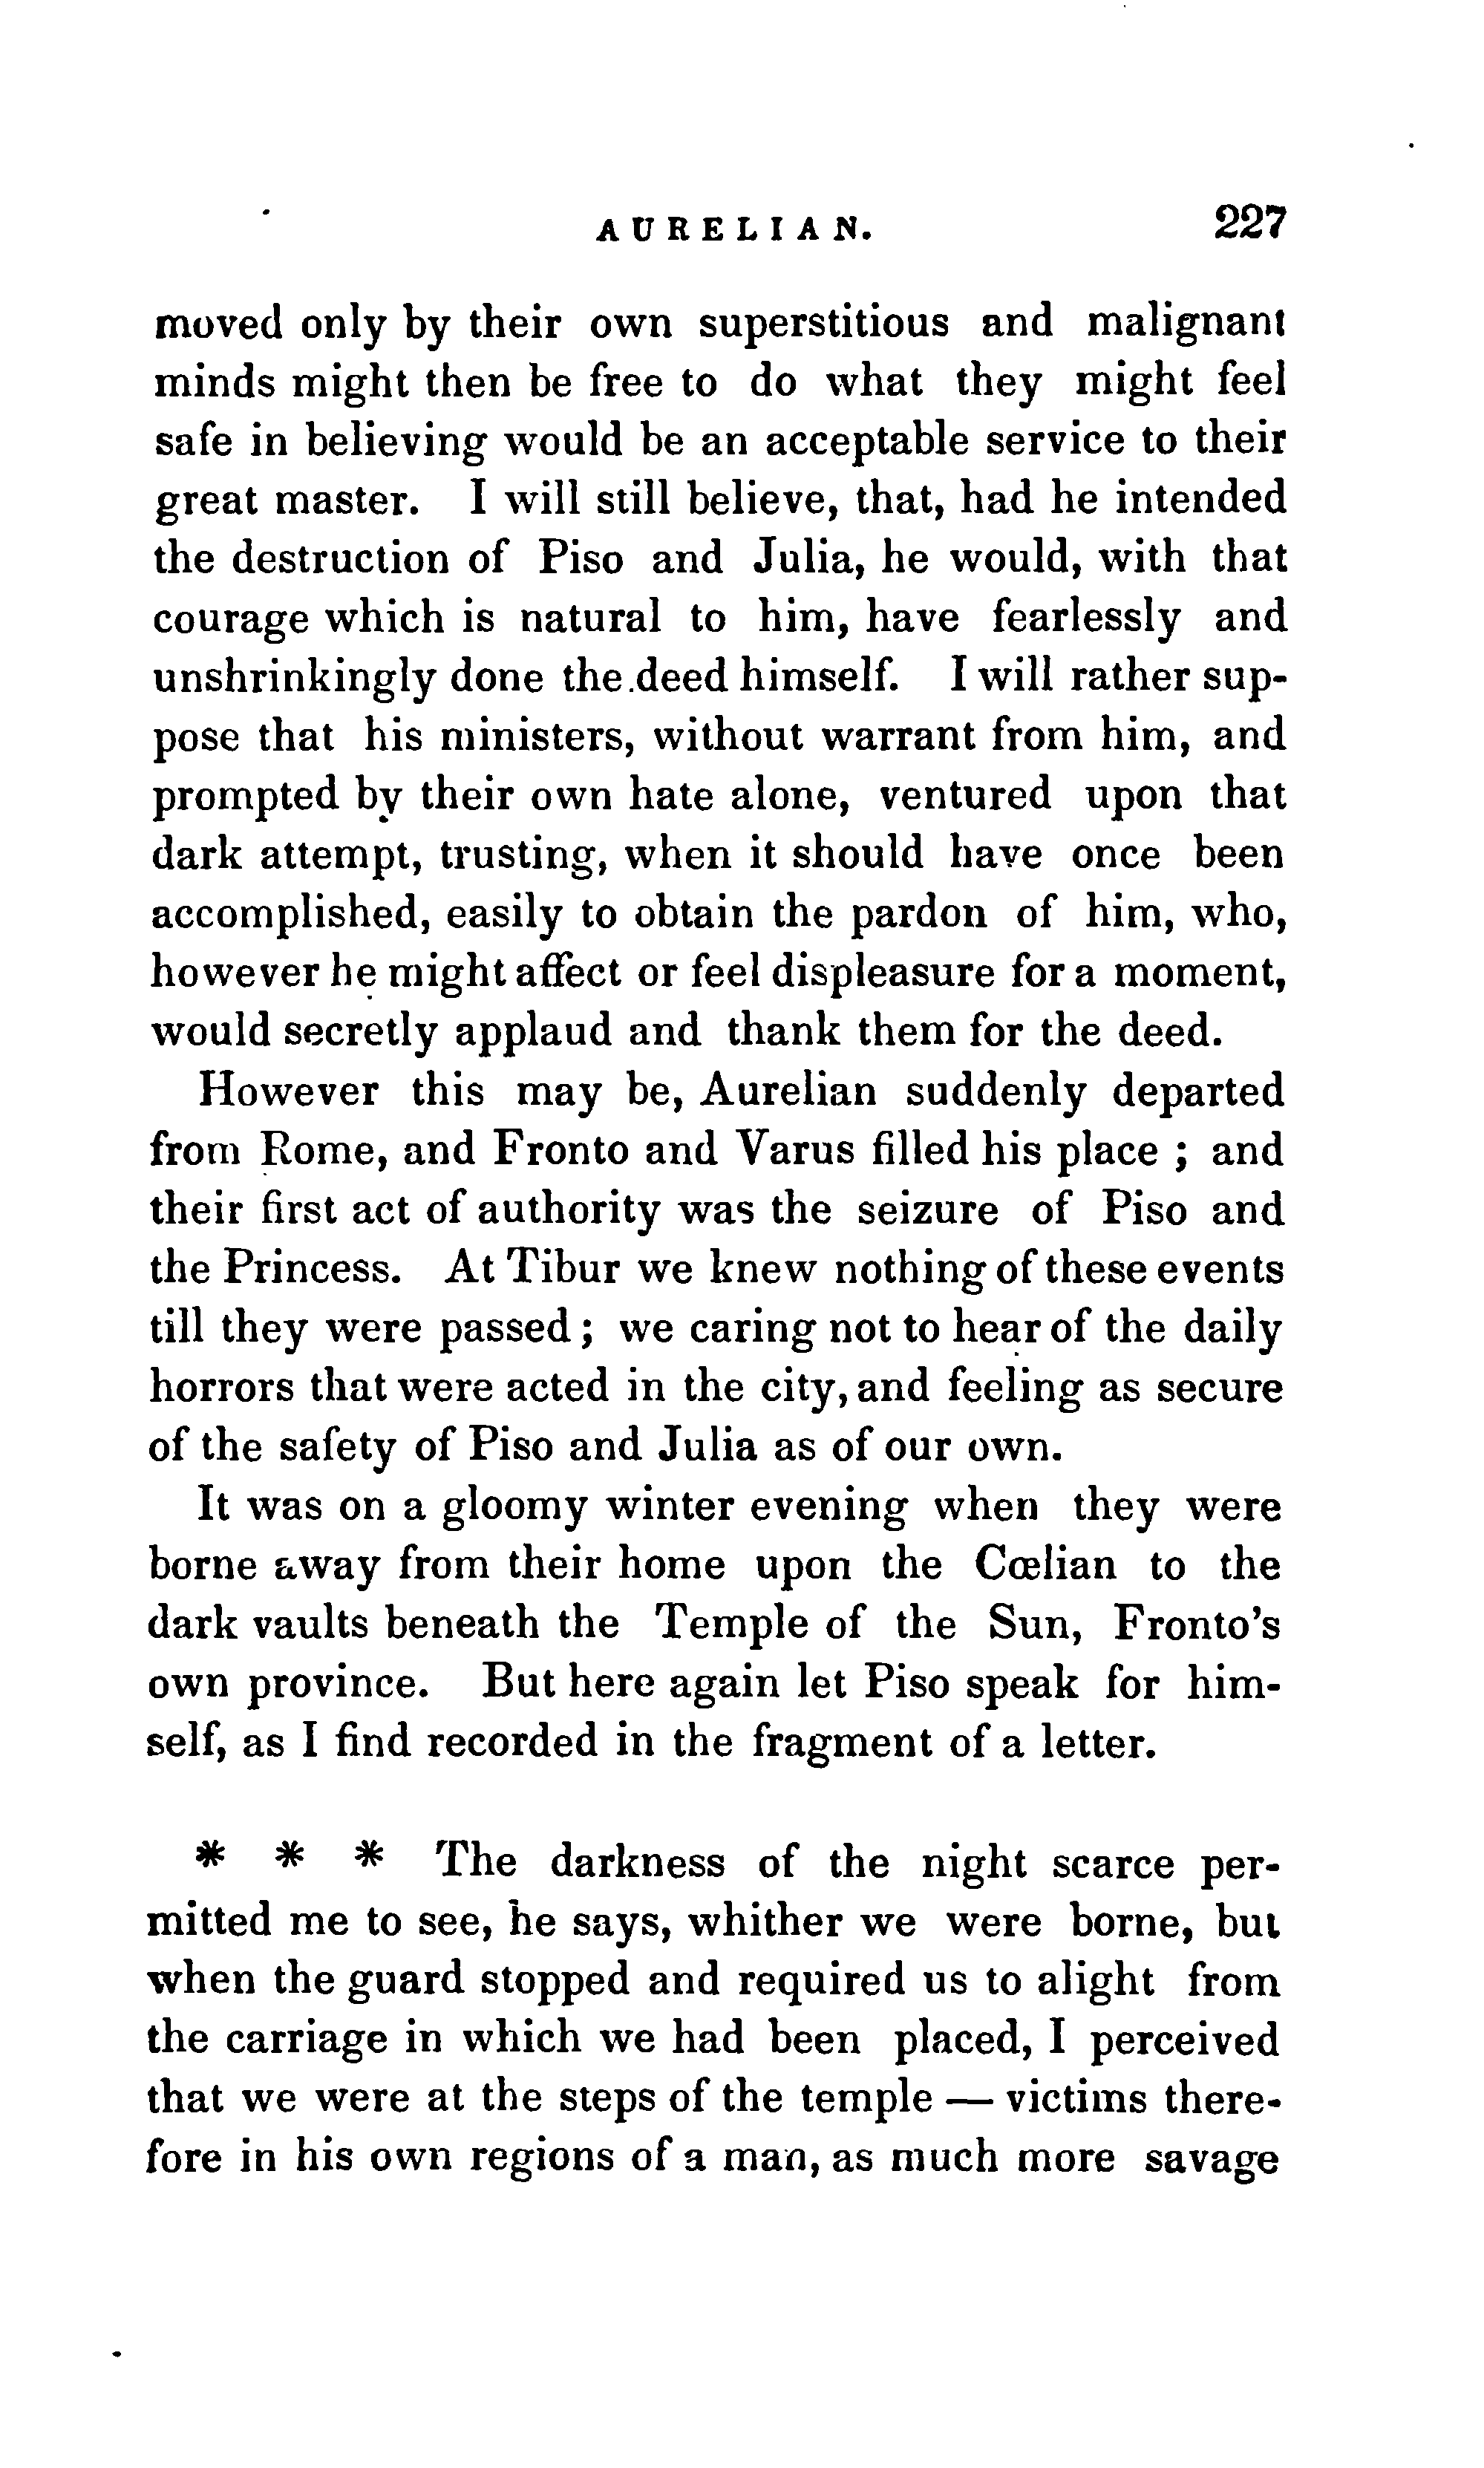 AURELIAN. 227
moved only by their own superstitious and malignant
minds might then be free to do what they might feel
safe in believing would be an acceptable service to their
great master. I will still believe, that, had he intended
the destruction of Piso and Julia, he would, with that
courage which is natural to him, have fearlessly and
unshrinkingly done the deed himself. I will rather sup-
pose that his ministers, without warrant from him, and
prompted by their own hate alone, ventured upon that
dark attempt, trusting, when it should have once been
accomplished, easily to obtain the pardon of him, who,
however he might affect or feel displeasure for a moment,
would secretly applaud and thank them for the deed.
However this may be, Aurelian suddenly departed
from Rome, and Fronto and Varus filled his place ; and
their first act of authority was the seizure of Piso and
the Princess. At Tibur we knew nothing of these events
till they were passed ; we caring not to hear of the daily
horrors that were acted in the city, and feeling as secure
of the safety of Piso and Julia as of our own.
It was on a gloomy winter evening when they were
borne away from their home upon the Cœlian to the
dark vaults beneath the Temple of the Sun, Fronto's
own province. But here again let Piso speak for him-
self, as I find recorded in the fragment of a letter.
* * * The darkness of the night scarce per-
mitted me to see, he says, whither we were borne, but
when the guard stopped and required us to alight from
the carriage in which we had been placed, I perceived
that we were at the steps of the temple — victims there-
fore in his own regions of a man, as much more savage